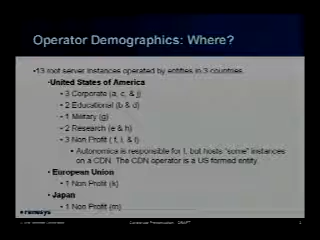 Operator Demographics: Where?
•13 root server instances operated by entities in 3 countries.
•United States of America
• 3 Corporate (a, c, & j)
• 2 Educational (b & d)
• 1 Military (g)
• 2 Research (e & h)
• 3 Non Profit ( f, i, & l)
• Autonomica is responsible for I, but hosts "some" instances
on a CDN. The CDN operator is a US formed entity.
• European Union
• 1 Non Profit (k)
• Japan
• 1 Non Profit (m)
renesys